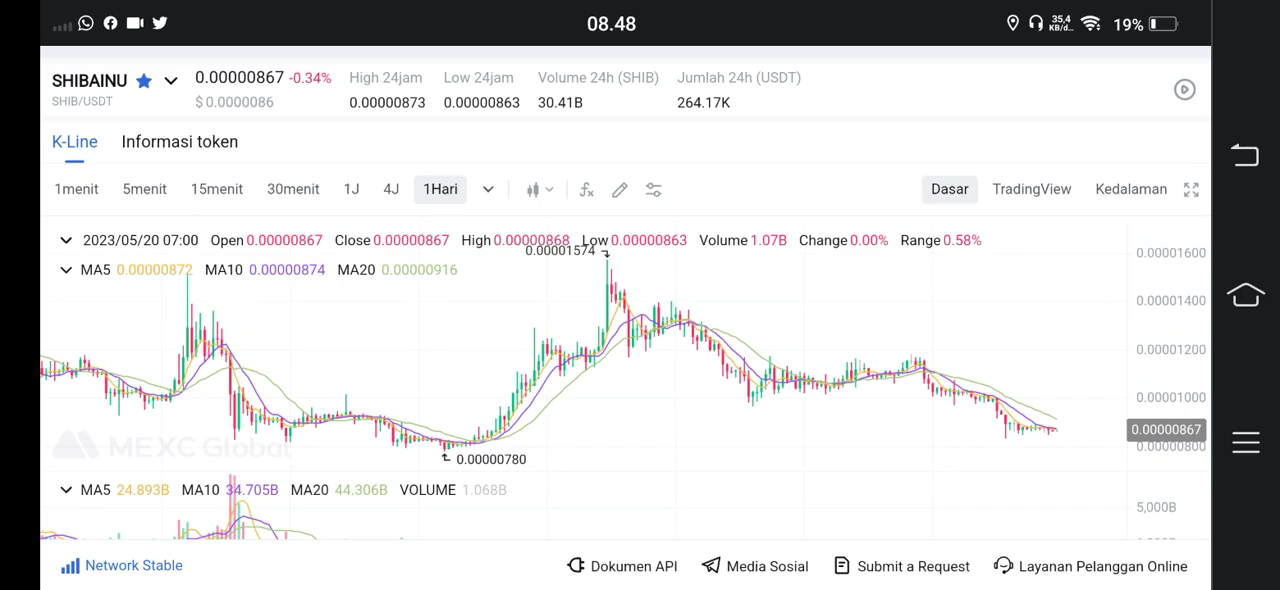 08.48
35,4
KB/d...
19%
SHIBAINU 0.00000867 -0.34% High 24jam Low 24jam Volume 24h (SHIB) Jumlah 24h (USDT)
SHIB/USDT $ 0.0000086 0.00000873 0.00000863 30.41B 264.17K
K-Line Informasi token
1menit 5menit 15menit 30menit 1J 4J 1Hari fx Dasar TradingView Kedalaman
2023/05/20 07:00 Open 0.00000867 Close 0.00000867 High 0.00000868 Low 0.00000863 Volume 1.07B Change 0.00% Range 0.58%
0.00001574
0.00001600
MA5 0.00000872 MA10 0.00000874 MA20 0.00000916
0.00001400
0.00001200
0.00001000
0.00000867
0.00000800
MEXC Global
0.00000780
MA5 24.893B MA10 34.705B MA20 44.306B VOLUME 1.068B
5,000B
Network Stable Dokumen API Media Sosial Submit a Request Layanan Pelanggan Online